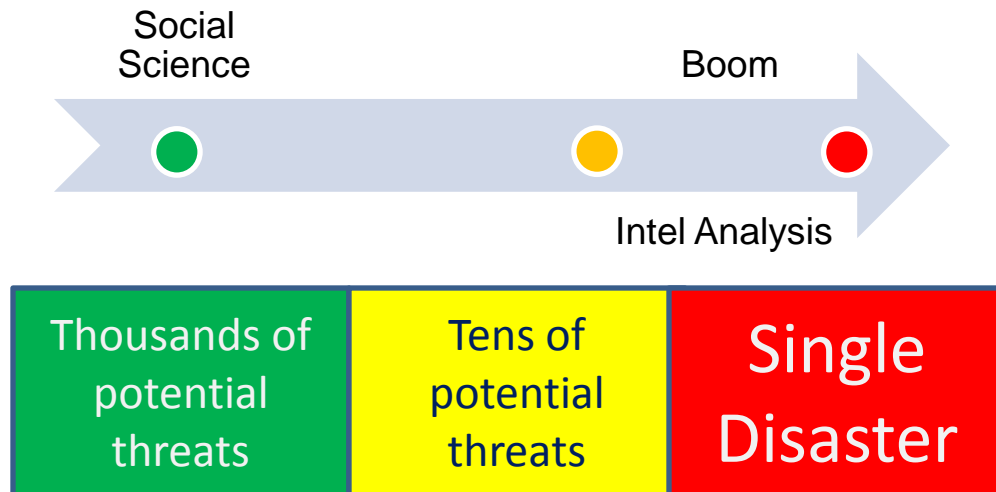 Social
Science
Boom
Intel Analysis
Thousands of
potential
threats
Tens of
potential
threats
Single
Disaster